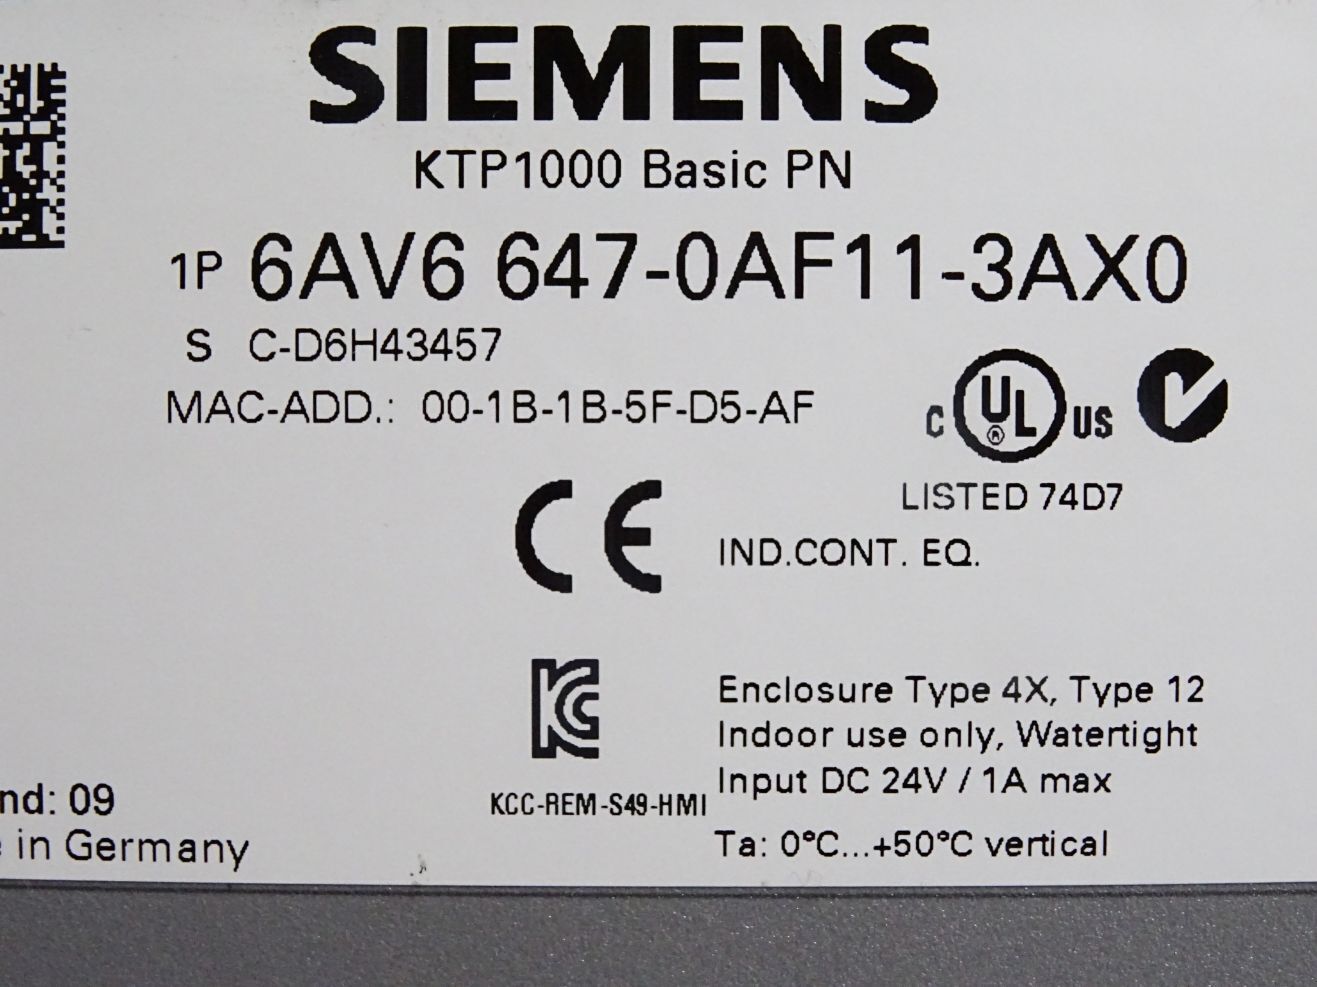 SIEMENS
KTP1000 Basic PN
1P 6AV6 647-0AF11-3AX0
S C-D6H43457
MAC-ADD.: 00-1B-1B-5F-D5-AF
C UL US
LISTED 74D7
CE IND.CONT. EQ.
KCC-REM-S49-HMI
Enclosure Type 4X, Type 12
Indoor use only, Watertight
Input DC 24V / 1A max
Ta: 0°C...+50°C vertical
nd: 09
in Germany